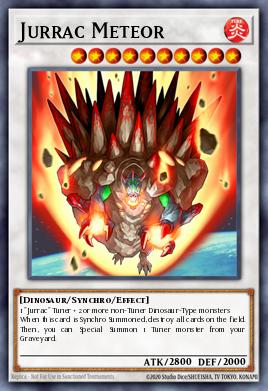 Jurrac Meteor
FIRE
炎
[Dinosaur/Synchro/Effect]
1 "Jurrac" Tuner + 2 or more non-Tuner Dinosaur-Type monsters
When this card is Synchro Summoned, destroy all cards on the field.
Then, you can Special Summon 1 Tuner monster from your
Graveyard.
ATK/2800 DEF/2000
Replica - Not For Use in Sanctioned Tournaments
©2020 Studio Dice/SHUEISHA, TV TOKYO, KONAMI